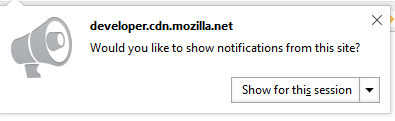 developer.cdn.mozilla.net
Would you like to show notifications from this site?
Show for this session